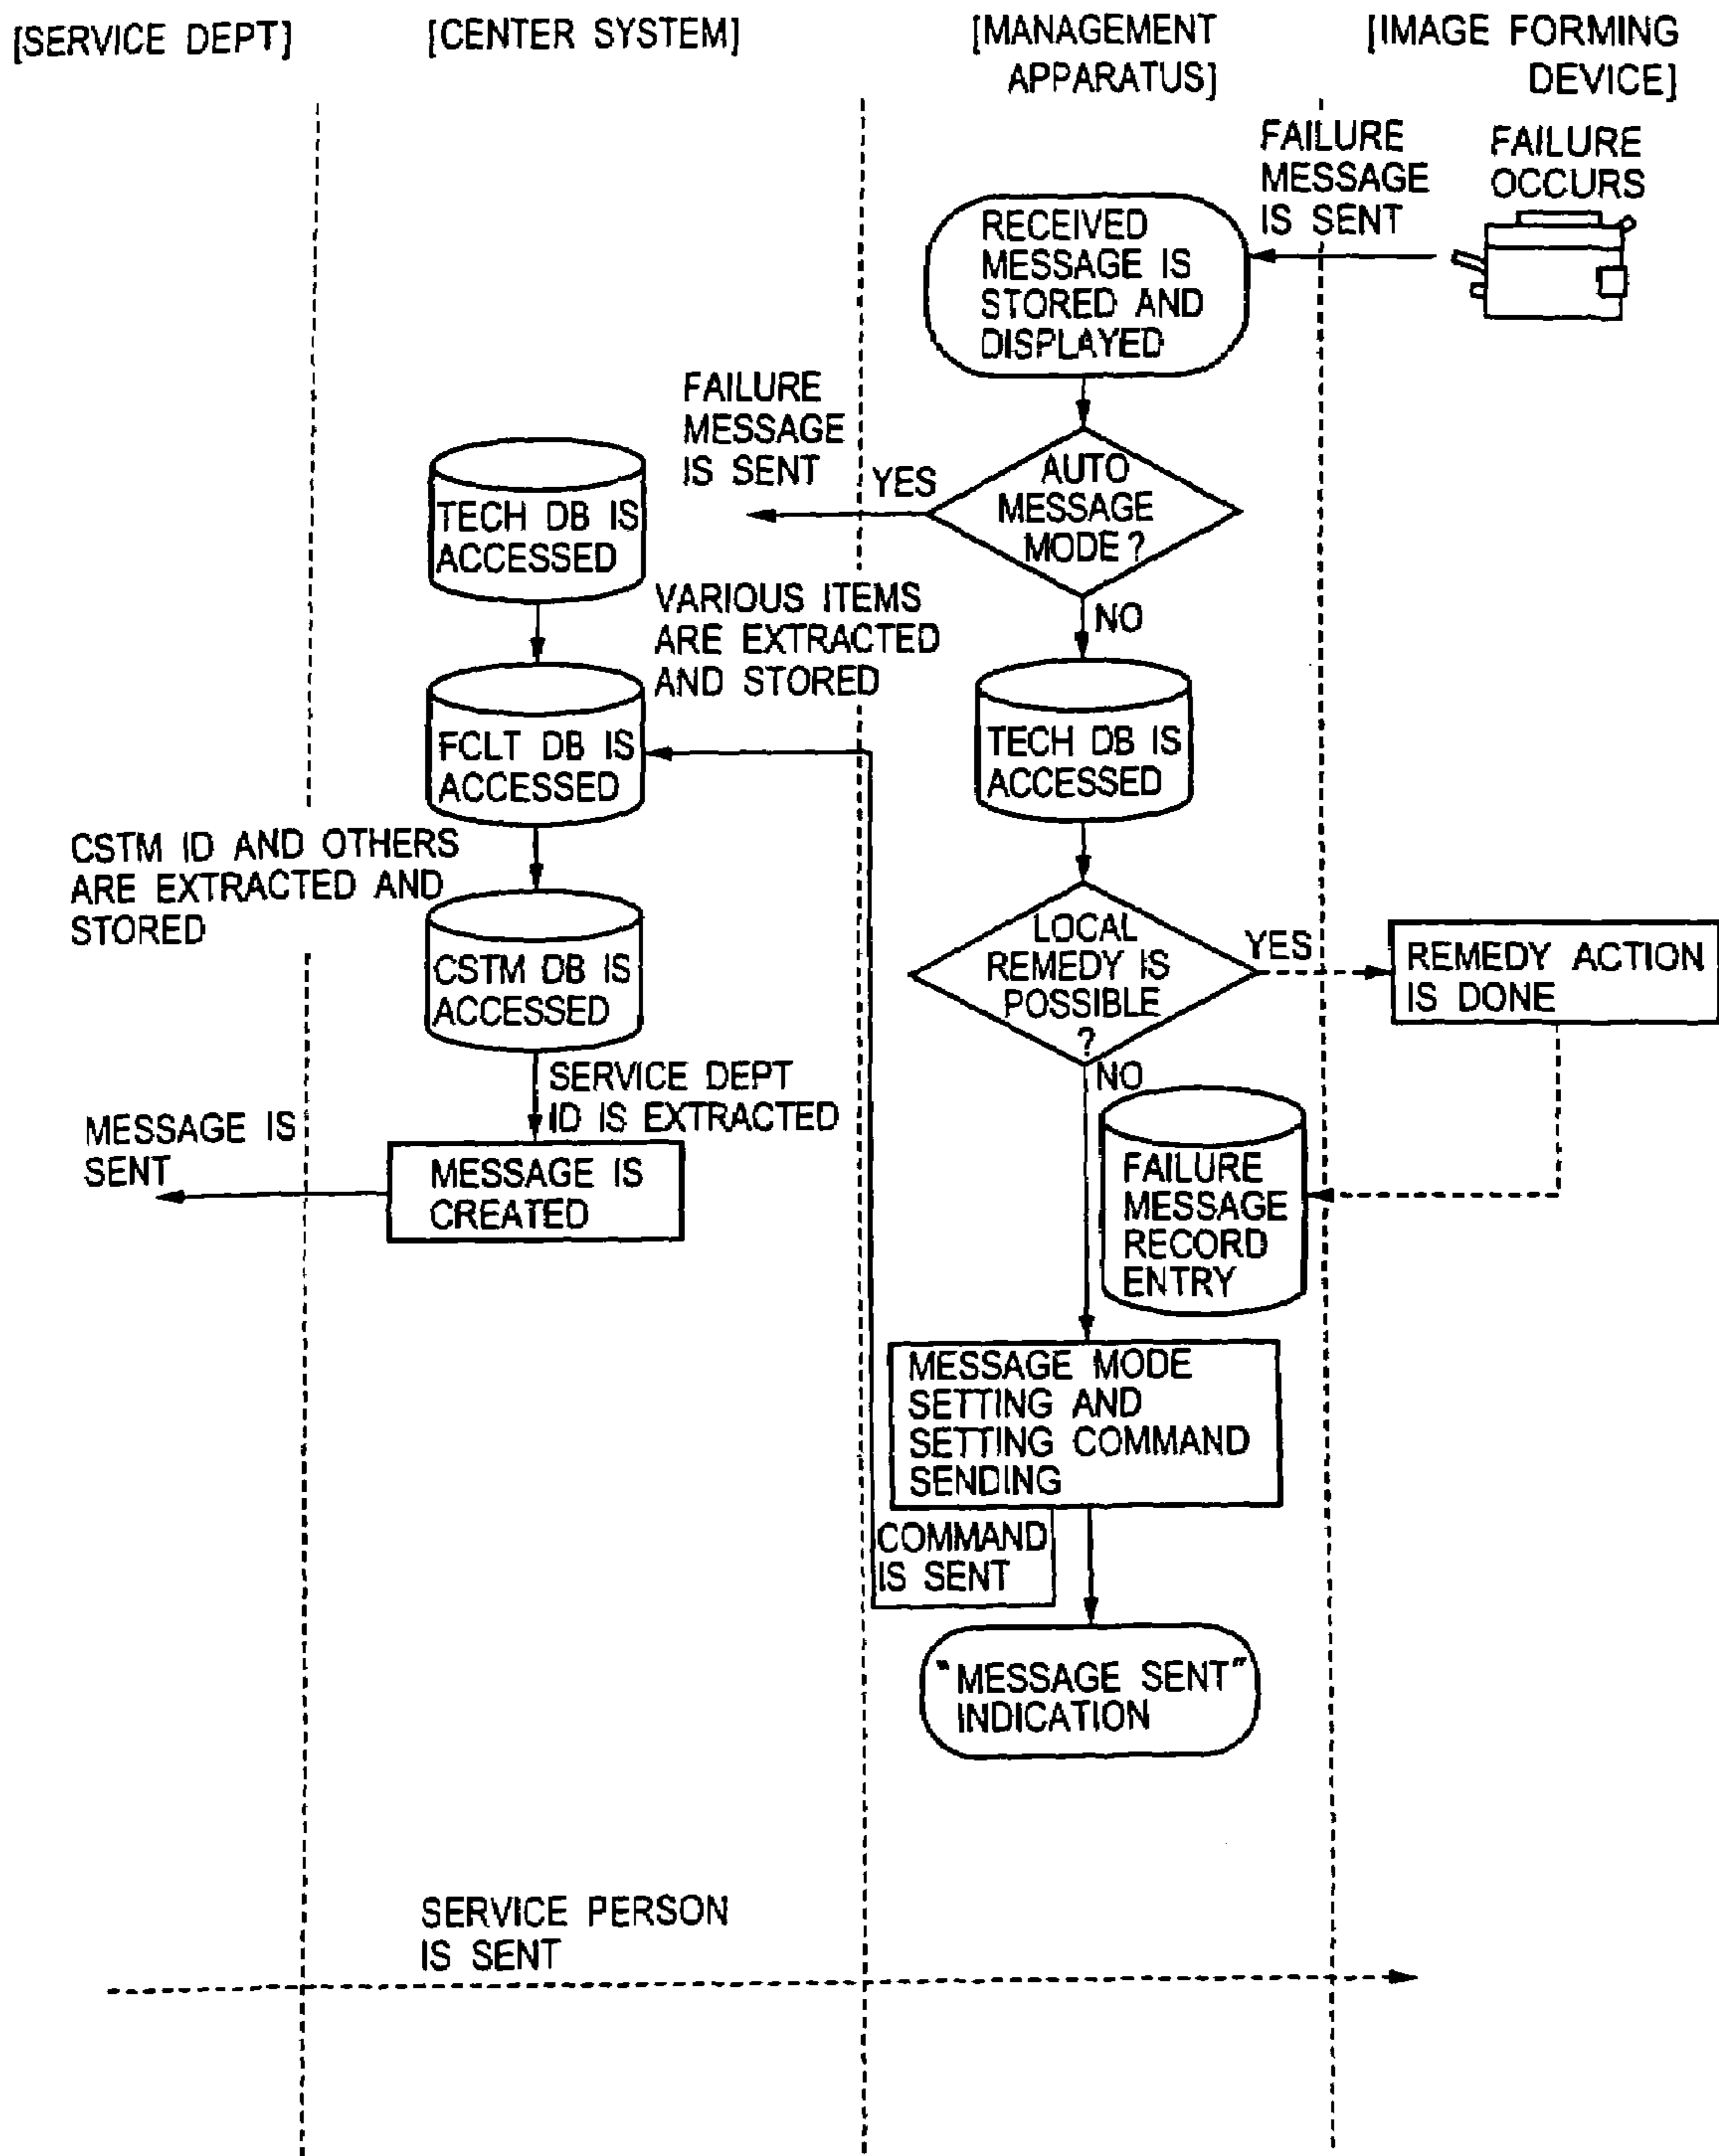 [SERVICE DEPT]
[CENTER SYSTEM]
[MANAGEMENT
APPARATUS]
[IMAGE FORMING
DEVICE]
FAILURE
MESSAGE
IS SENT
FAILURE
OCCURS
RECEIVED
MESSAGE IS
STORED AND
DISPLAYED
FAILURE
MESSAGE
IS SENT
YES
AUTO
MESSAGE
MODE?
TECH DB IS
ACCESSED
VARIOUS ITEMS
ARE EXTRACTED
AND STORED
NO
FCLT DB IS
ACCESSED
TECH DB IS
ACCESSED
CSTM ID AND OTHERS
ARE EXTRACTED AND
STORED
CSTM DB IS
ACCESSED
LOCAL
REMEDY IS
POSSIBLE
?
YES
REMEDY ACTION
IS DONE
NO
SERVICE DEPT
ID IS EXTRACTED
MESSAGE IS
SENT
MESSAGE IS
CREATED
FAILURE
MESSAGE
RECORD
ENTRY
MESSAGE MODE
SETTING AND
SETTING COMMAND
SENDING
COMMAND
IS SENT
"MESSAGE SENT"
INDICATION
SERVICE PERSON
IS SENT